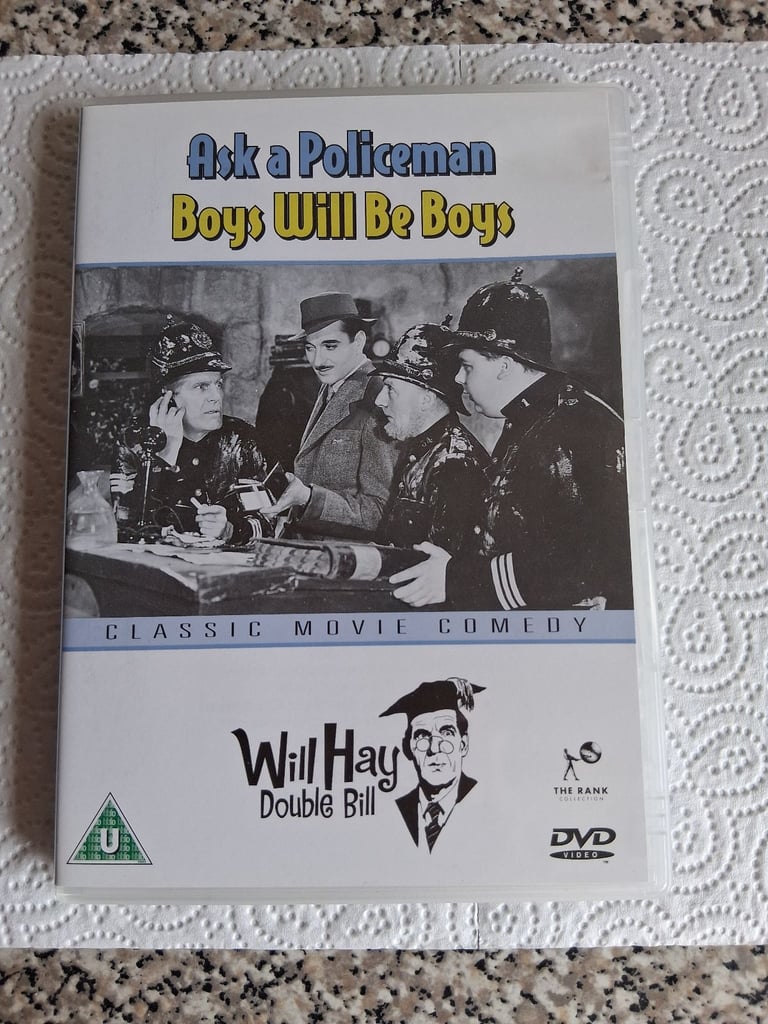 Ask a Policeman
Boys Will Be Boys
CLASSIC MOVIE COMEDY
Will Hay
Double Bill
THE RANK
COLLECTION
U
DVD
VIDEO